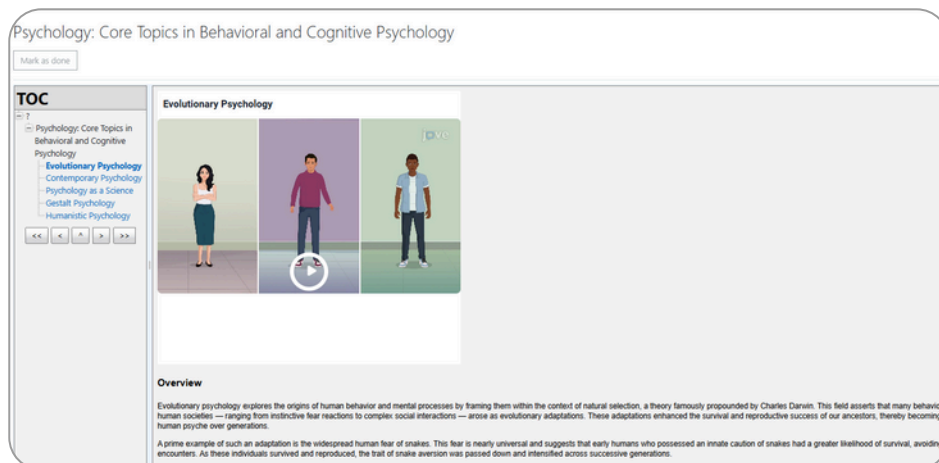 Psychology: Core Topics in Behavioral and Cognitive Psychology
Mark as done
TOC
?
Psychology: Core Topics in
Behavioral and Cognitive
Psychology
Evolutionary Psychology
Contemporary Psychology
Psychology as a Science
Gestalt Psychology
Humanistic Psychology
<< < ^ > >>
Evolutionary Psychology
jove
Overview
Evolutionary psychology explores the origins of human behavior and mental processes by framing them within the context of natural selection, a theory famously propounded by Charles Darwin. This field asserts that many behavio
human societies — ranging from instinctive fear reactions to complex social interactions — arose as evolutionary adaptations. These adaptations enhanced the survival and reproductive success of our ancestors, thereby becoming
human psyche over generations.
A prime example of such an adaptation is the widespread human fear of snakes. This fear is nearly universal and suggests that early humans who possessed an innate caution of snakes had a greater likelihood of survival, avoiding
encounters. As these individuals survived and reproduced, the trait of snake aversion was passed down and intensified across successive generations.